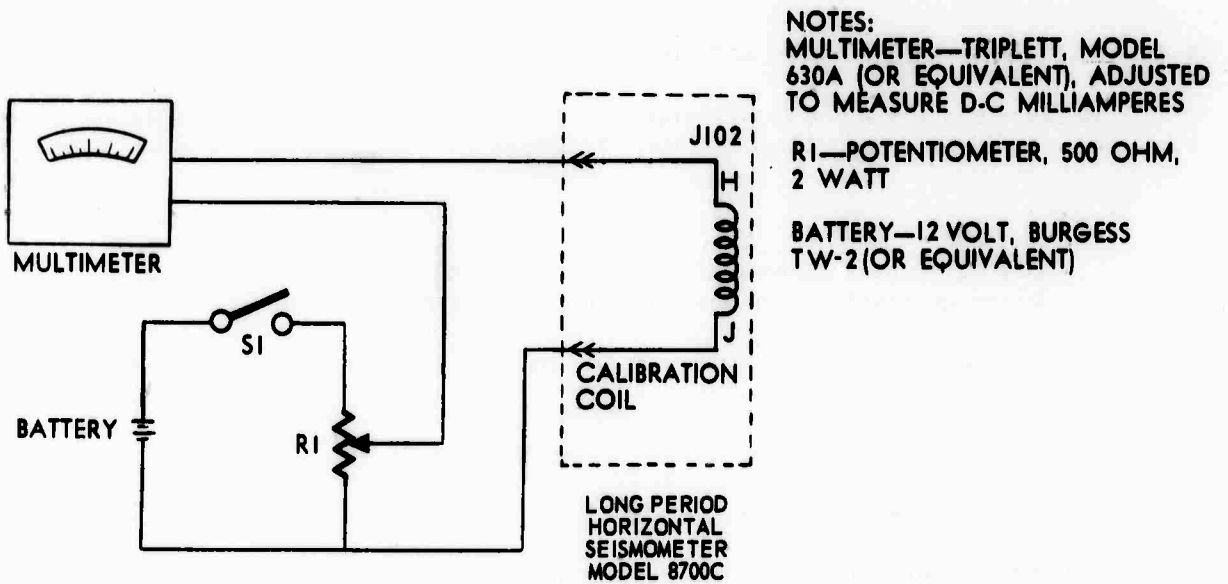 NOTES:
MULTIMETER—TRIPLETT, MODEL
630A (OR EQUIVALENT), ADJUSTED
TO MEASURE D-C MILLIAMPERES
R1—POTENTIOMETER, 500 OHM,
2 WATT
BATTERY—12 VOLT, BURGESS
TW-2 (OR EQUIVALENT)
MULTIMETER
J102
H
J
CALIBRATION
COIL
S1
BATTERY
R1
LONG PERIOD
HORIZONTAL
SEISMOMETER
MODEL 8700C